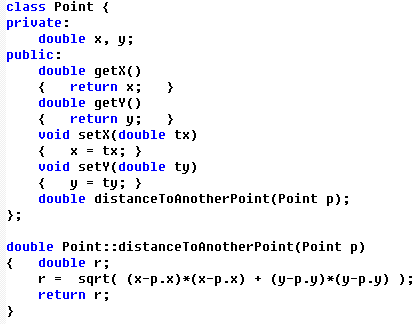 class Point {
private:
    double x, y;
public:
    double getX()
    {   return x;   }
    double getY()
    {   return y;   }
    void setX(double tx)
    {   x = tx; }
    void setY(double ty)
    {   y = ty; }
    double distanceToAnotherPoint(Point p);
};

double Point::distanceToAnotherPoint(Point p)
{   double r;
    r =  sqrt( (x-p.x)*(x-p.x) + (y-p.y)*(y-p.y) );
    return r;
}